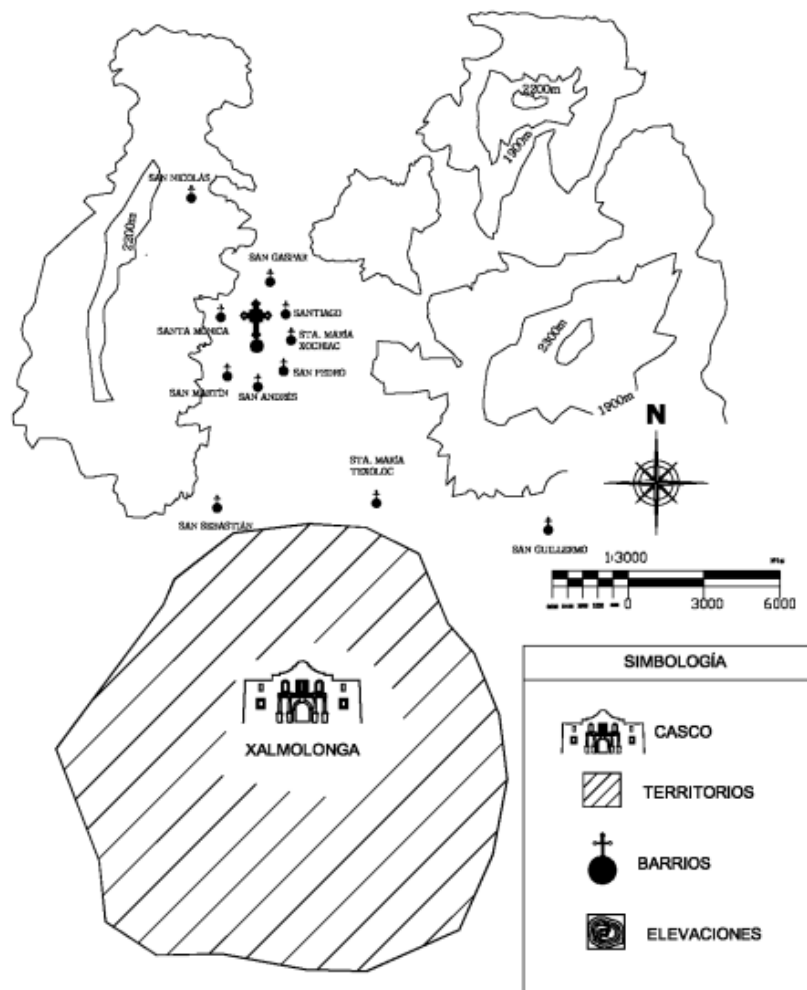 2200m
1900m
SAN NICOLÁS
2200m
SAN GASPAR
SANTIAGO
SANTA MÓNICA
STA. MARÍA
XOCHIAC
2300m
SAN PEDRO
SAN MARTÍN
SAN ANDRÉS
1900m
N
STA. MARÍA
TEXOLOC
SAN SEBASTIÁN
SAN GUILLERMO
1:3000
0
3000
6000
SIMBOLOGÍA
CASCO
XALMOLONGA
TERRITORIOS
BARRIOS
ELEVACIONES